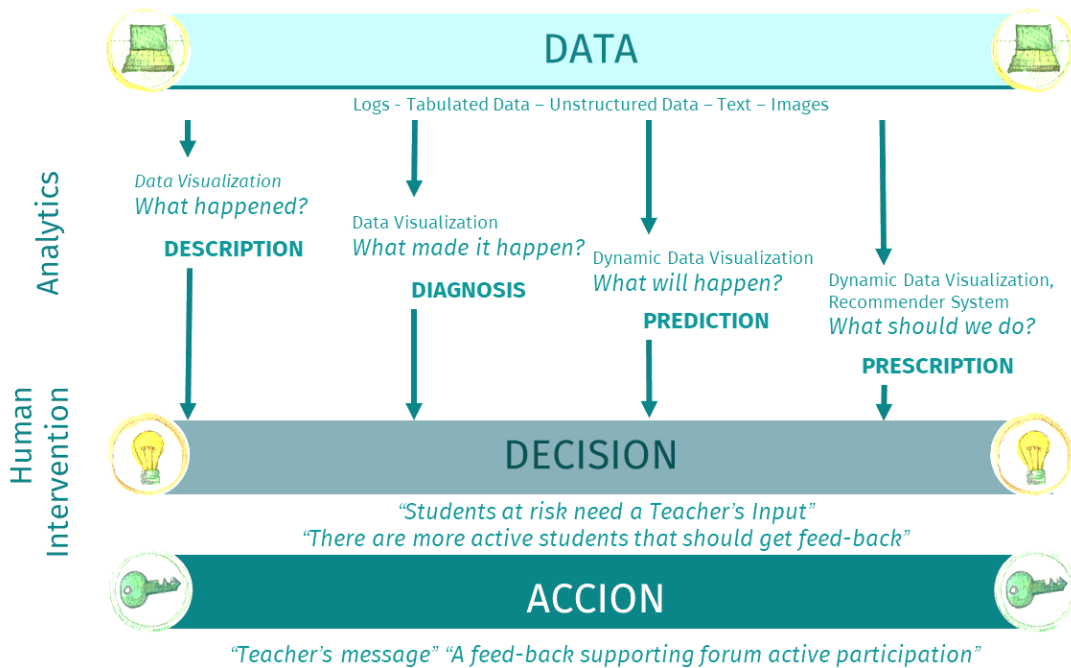 DATA
Logs - Tabulated Data – Unstructured Data – Text – Images
Analytics
Data Visualization
What happened?
DESCRIPTION
Data Visualization
What made it happen?
DIAGNOSIS
Dynamic Data Visualization
What will happen?
PREDICTION
Dynamic Data Visualization,
Recommender System
What should we do?
PRESCRIPTION
Human
Intervention
DECISION
“Students at risk need a Teacher’s Input”
“There are more active students that should get feed-back”
ACCION
“Teacher’s message” “A feed-back supporting forum active participation”